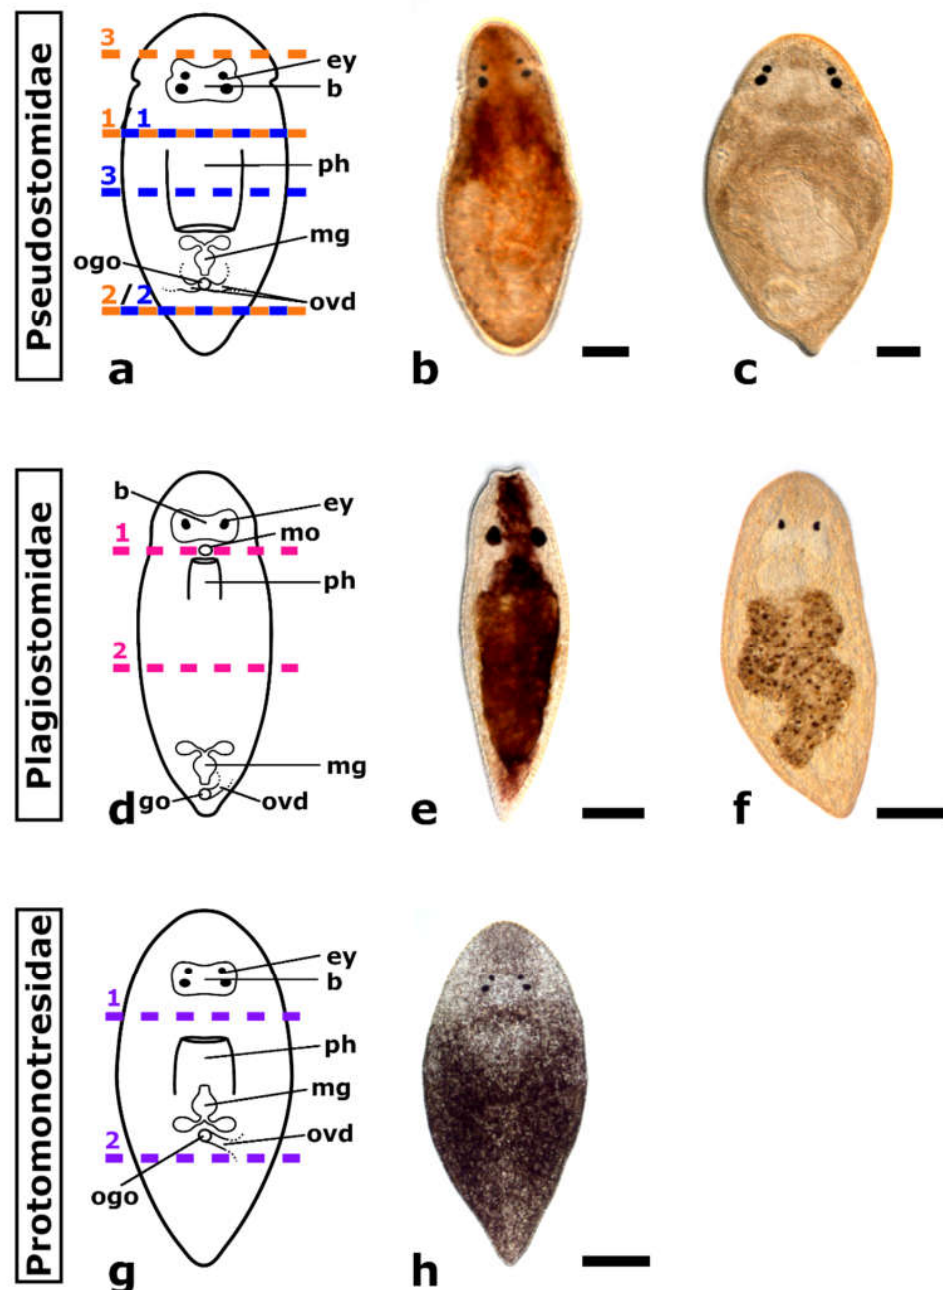 Pseudostomidae
3
ey
b
1/1
ph
3
mg
ogo
ovd
2/2
a
b
c
Plagiostomidae
b
ey
1
mo
ph
2
mg
go
ovd
d
e
f
Protomonotresidae
ey
b
1
ph
mg
ovd
2
ogo
g
h